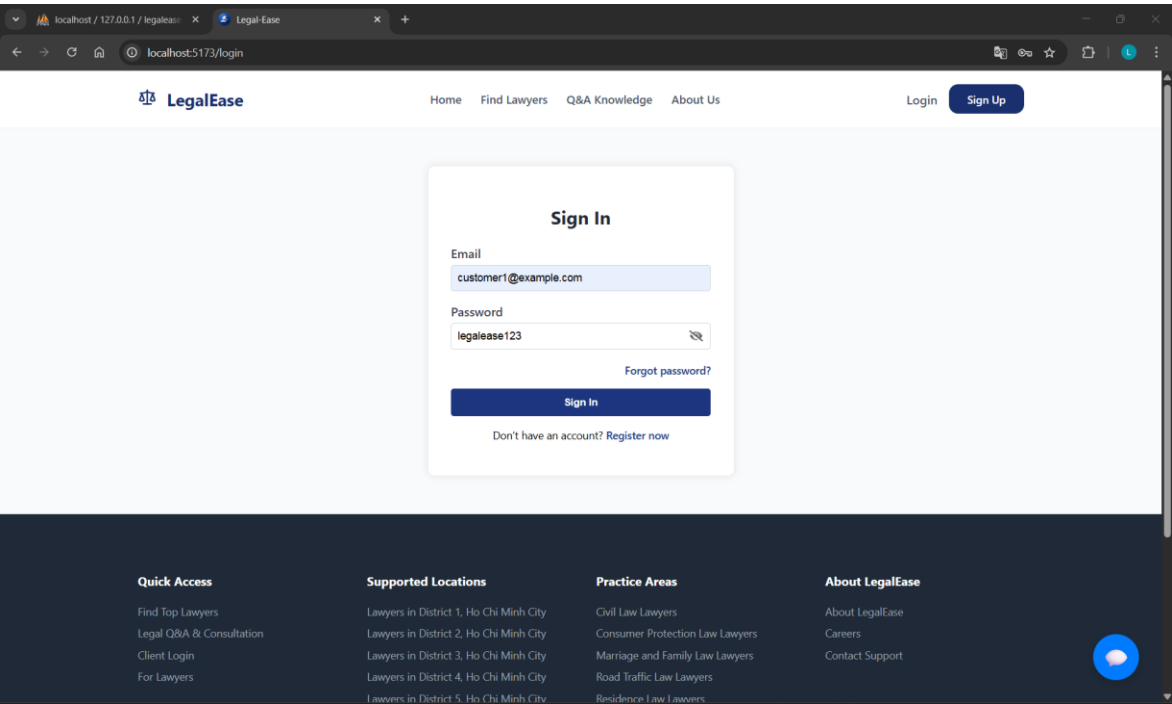 localhost / 127.0.0.1 / legalease
Legal-Ease
localhost:5173/login
L
LegalEase
Home Find Lawyers Q&A Knowledge About Us
Login Sign Up
Sign In
Email
customer1@example.com
Password
legalease123
Forgot password?
Sign In
Don't have an account? Register now
Quick Access
Find Top Lawyers
Legal Q&A & Consultation
Client Login
For Lawyers
Supported Locations
Lawyers in District 1, Ho Chi Minh City
Lawyers in District 2, Ho Chi Minh City
Lawyers in District 3, Ho Chi Minh City
Lawyers in District 4, Ho Chi Minh City
Lawyers in District 5, Ho Chi Minh City
Practice Areas
Civil Law Lawyers
Consumer Protection Law Lawyers
Marriage and Family Law Lawyers
Road Traffic Law Lawyers
Residence Law Lawyers
About LegalEase
About LegalEase
Careers
Contact Support